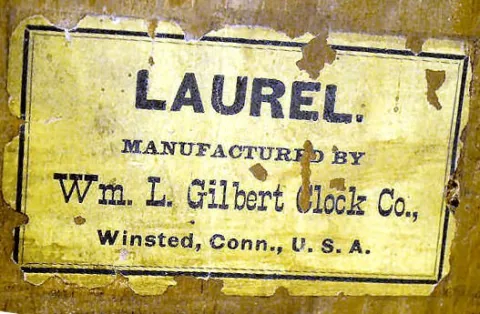 LAUREL.
MANUFACTURED BY
Wm. L. Gilbert Clock Co.,
Winsted, Conn., U. S. A.